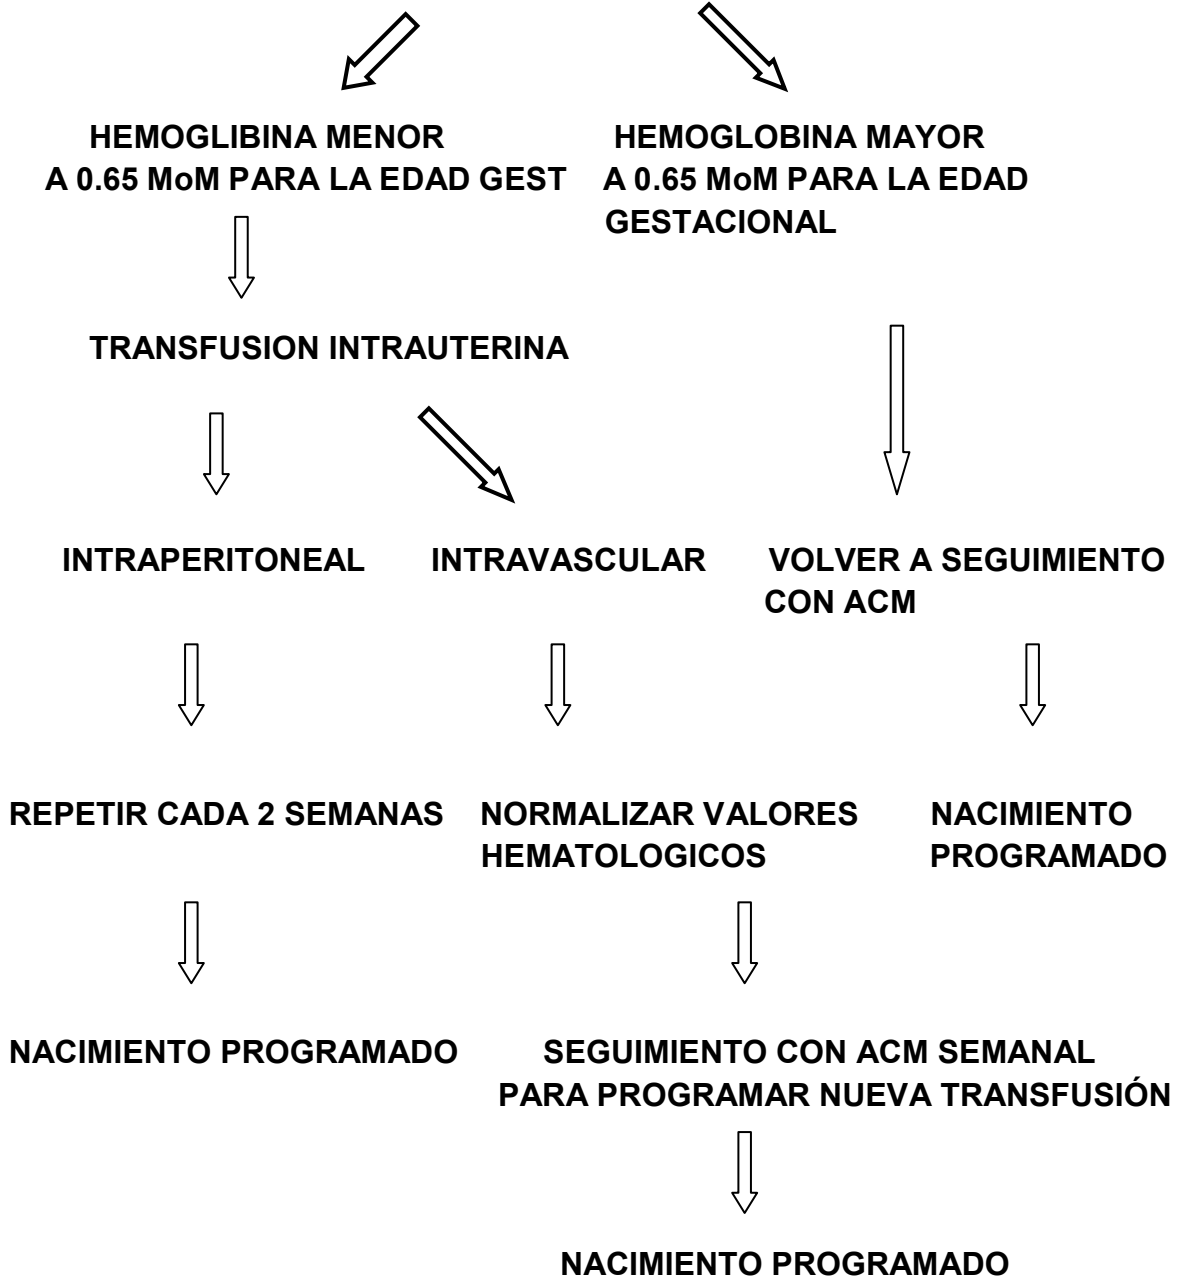 HEMOGLIBINA MENOR
A 0.65 MoM PARA LA EDAD GEST
HEMOGLOBINA MAYOR
A 0.65 MoM PARA LA EDAD
GESTACIONAL
TRANSFUSION INTRAUTERINA
INTRAPERITONEAL
INTRAVASCULAR
VOLVER A SEGUIMIENTO
CON ACM
REPETIR CADA 2 SEMANAS
NORMALIZAR VALORES
HEMATOLOGICOS
NACIMIENTO
PROGRAMADO
NACIMIENTO PROGRAMADO
SEGUIMIENTO CON ACM SEMANAL
PARA PROGRAMAR NUEVA TRANSFUSIÓN
NACIMIENTO PROGRAMADO